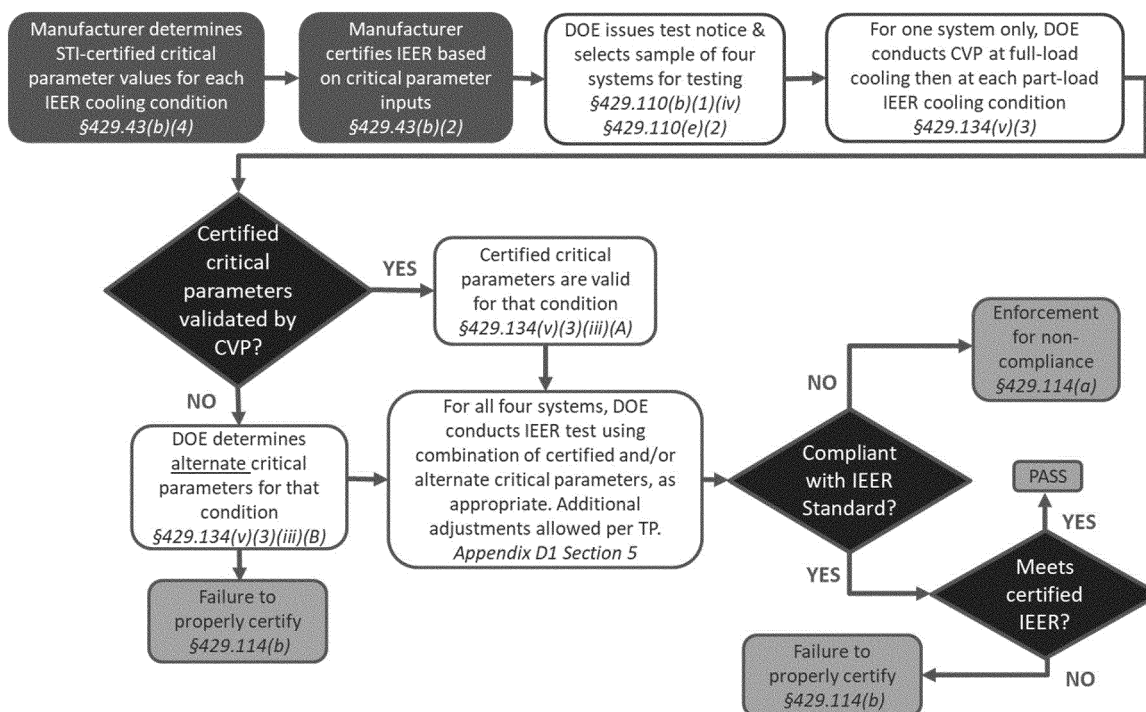 Manufacturer determines
STI-certified critical
parameter values for each
IEER cooling condition
§429.43(b)(4)
Manufacturer
certifies IEER based
on critical parameter
inputs
§429.43(b)(2)
DOE issues test notice &
selects sample of four
systems for testing
§429.110(b)(1)(iv)
§429.110(e)(2)
For one system only, DOE
conducts CVP at full-load
cooling then at each part-load
IEER cooling condition
§429.134(v)(3)
Certified
critical
parameters
validated by
CVP?
YES
Certified critical
parameters are valid
for that condition
§429.134(v)(3)(iii)(A)
NO
DOE determines
alternate critical
parameters for that
condition
§429.134(v)(3)(iii)(B)
Failure to
properly certify
§429.114(b)
For all four systems, DOE
conducts IEER test using
combination of certified and/or
alternate critical parameters, as
appropriate. Additional
adjustments allowed per TP.
Appendix D1 Section 5
Compliant
with IEER
Standard?
NO
Enforcement
for non-
compliance
§429.114(a)
YES
Meets
certified
IEER?
YES
PASS
NO
Failure to
properly certify
§429.114(b)